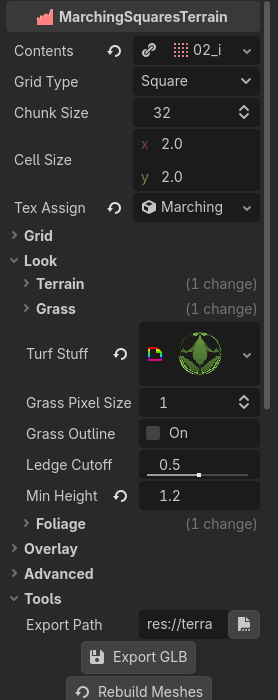 MarchingSquaresTerrain
Contents 02_i
Grid Type Square
Chunk Size 32
x 2.0
Cell Size
y 2.0
Tex Assign Marching
Grid
Look
Terrain (1 change)
Grass (1 change)
Turf Stuff
Grass Pixel Size 1
Grass Outline On
Ledge Cutoff 0.5
Min Height 1.2
Foliage (1 change)
Overlay
Advanced
Tools
Export Path res://terra
Export GLB
Rebuild Meshes